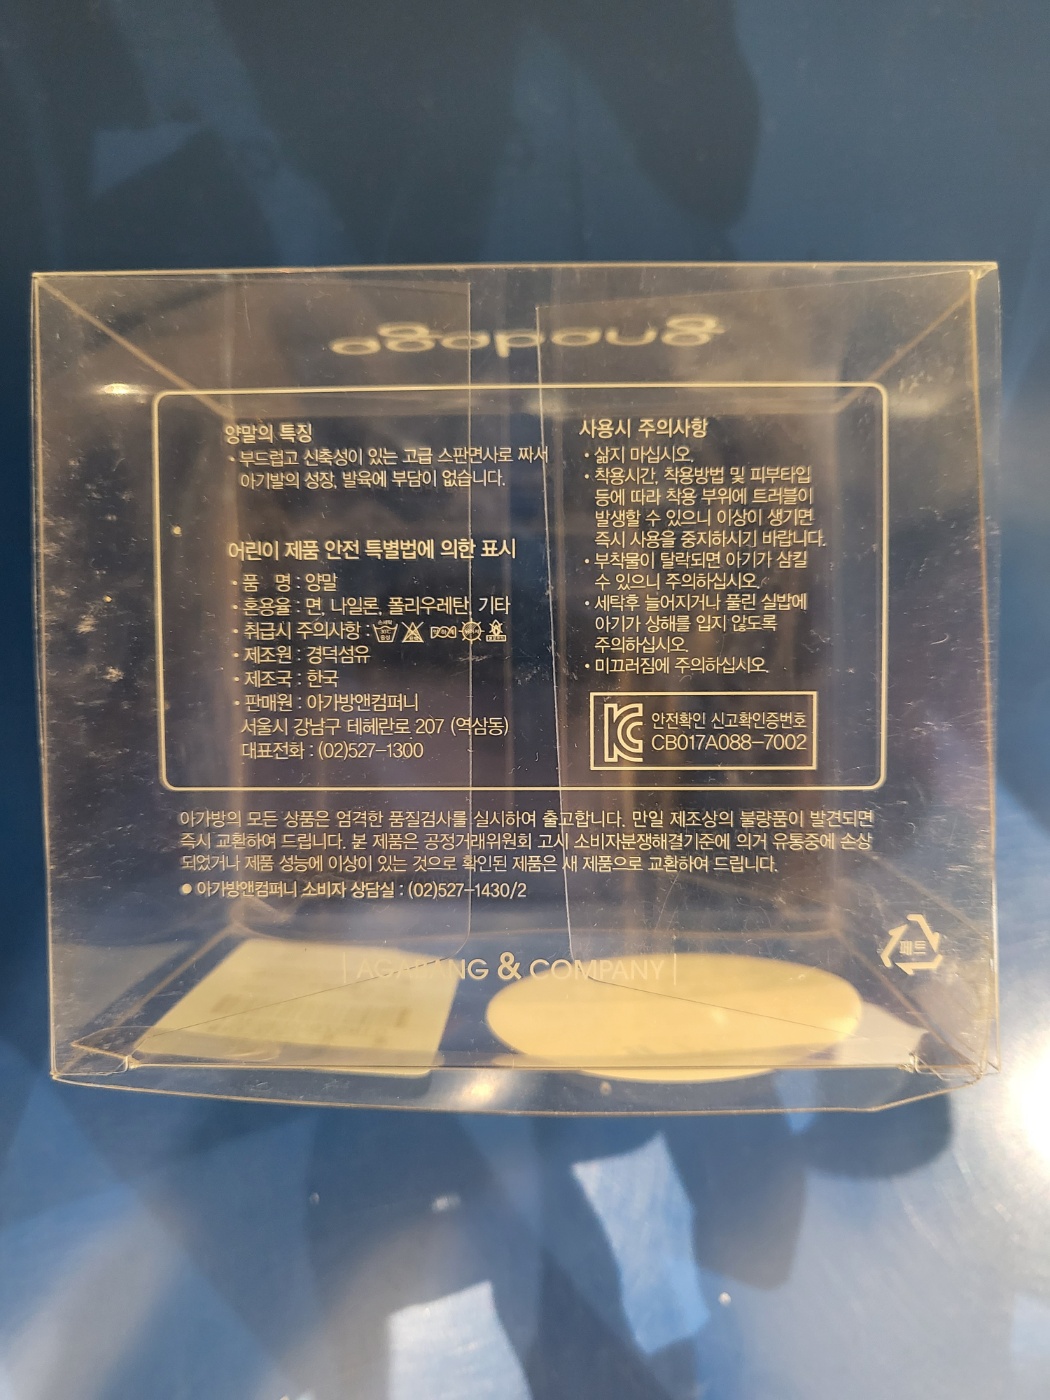 agabang
양말의 특징
• 부드럽고 신축성이 있는 고급 스판면사로 짜서
아기발의 성장, 발육에 부담이 없습니다.
어린이 제품 안전 특별법에 의한 표시
• 품 명 : 양말
• 혼용율 : 면, 나일론, 폴리우레탄, 기타
• 취급시 주의사항 :
• 제조원 : 경덕섬유
• 제조국 : 한국
• 판매원 : 아가방앤컴퍼니
서울시 강남구 테헤란로 207 (역삼동)
대표전화 : (02)527-1300
사용시 주의사항
• 삶지 마십시오.
• 착용시간, 착용방법 및 피부타입
등에 따라 착용 부위에 트러블이
발생할 수 있으니 이상이 생기면
즉시 사용을 중지하시기 바랍니다.
• 부착물이 탈락되면 아기가 삼킬
수 있으니 주의하십시오.
• 세탁후 늘어지거나 풀린 실밥에
아기가 상해를 입지 않도록
주의하십시오.
• 미끄러짐에 주의하십시오.
KC 안전확인 신고확인증번호
CB017A088-7002
아가방의 모든 상품은 엄격한 품질검사를 실시하여 출고합니다. 만일 제조상의 불량품이 발견되면
즉시 교환하여 드립니다. 본 제품은 공정거래위원회 고시 소비자분쟁해결기준에 의거 유통중에 손상
되었거나 제품 성능에 이상이 있는 것으로 확인된 제품은 새 제품으로 교환하여 드립니다.
● 아가방앤컴퍼니 소비자 상담실 : (02)527-1430/2
페트
AGABANG & COMPANY